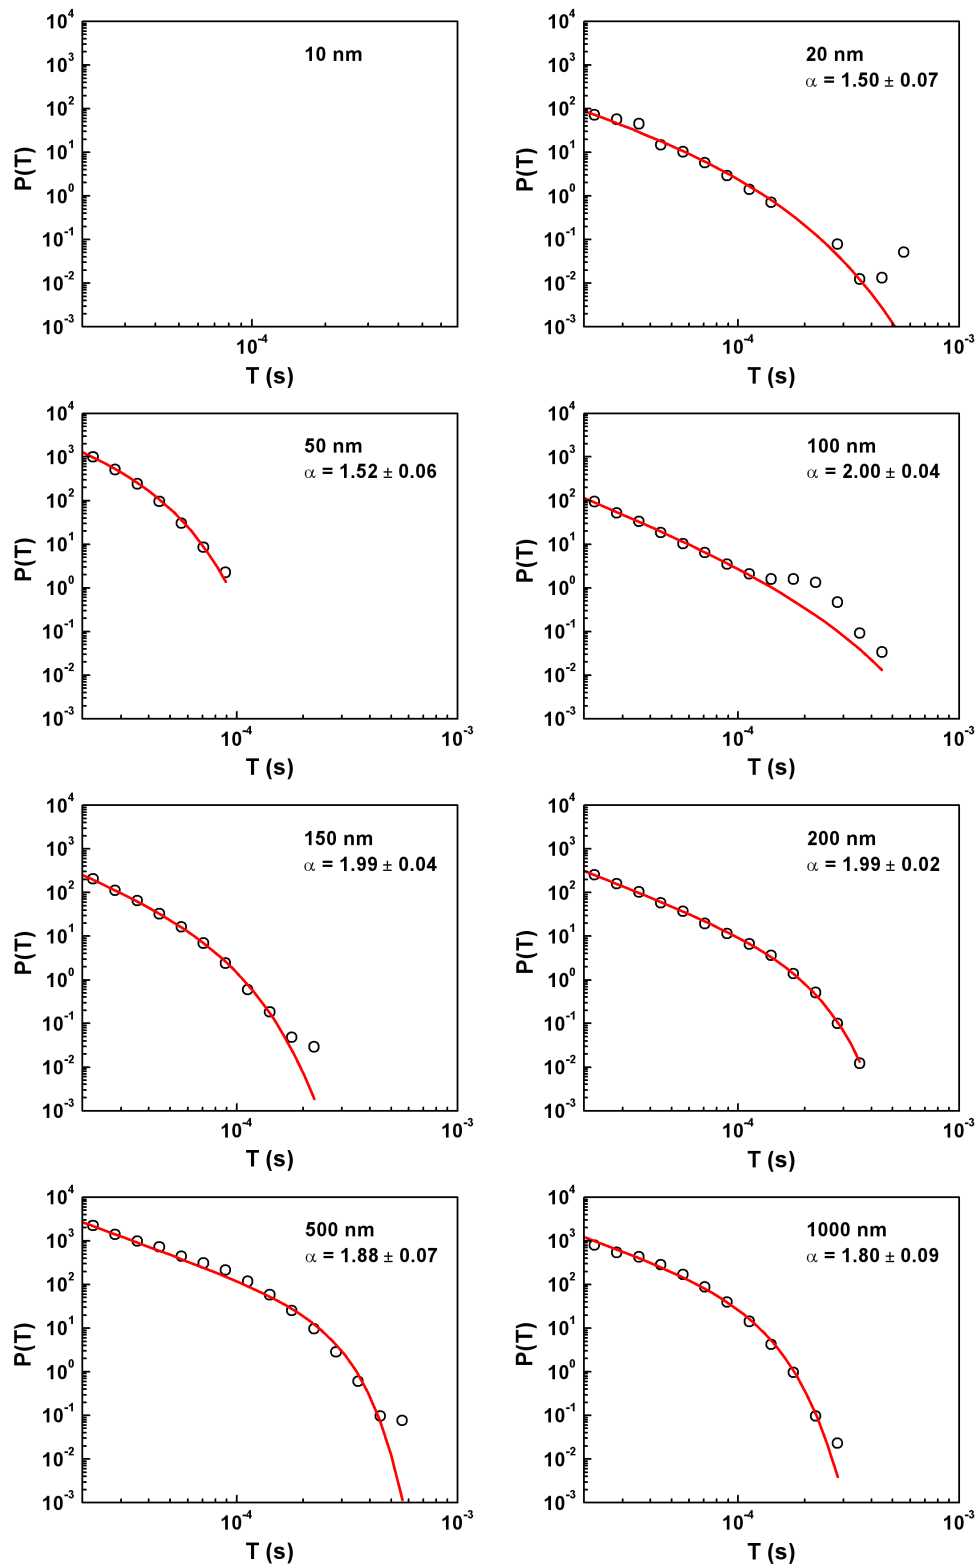 10 nm
P(T)
10⁴
10³
10²
10¹
10⁰
10⁻¹
10⁻²
10⁻³
10⁻⁴
T (s)
20 nm
α = 1.50 ± 0.07
P(T)
10⁴
10³
10²
10¹
10⁰
10⁻¹
10⁻²
10⁻³
10⁻⁴ 10⁻³
T (s)
50 nm
α = 1.52 ± 0.06
P(T)
10⁴
10³
10²
10¹
10⁰
10⁻¹
10⁻²
10⁻³
10⁻⁴ 10⁻³
T (s)
100 nm
α = 2.00 ± 0.04
P(T)
10⁴
10³
10²
10¹
10⁰
10⁻¹
10⁻²
10⁻³
10⁻⁴ 10⁻³
T (s)
150 nm
α = 1.99 ± 0.04
P(T)
10⁴
10³
10²
10¹
10⁰
10⁻¹
10⁻²
10⁻³
10⁻⁴ 10⁻³
T (s)
200 nm
α = 1.99 ± 0.02
P(T)
10⁴
10³
10²
10¹
10⁰
10⁻¹
10⁻²
10⁻³
10⁻⁴ 10⁻³
T (s)
500 nm
α = 1.88 ± 0.07
P(T)
10⁴
10³
10²
10¹
10⁰
10⁻¹
10⁻²
10⁻³
10⁻⁴ 10⁻³
T (s)
1000 nm
α = 1.80 ± 0.09
P(T)
10⁴
10³
10²
10¹
10⁰
10⁻¹
10⁻²
10⁻³
10⁻⁴ 10⁻³
T (s)